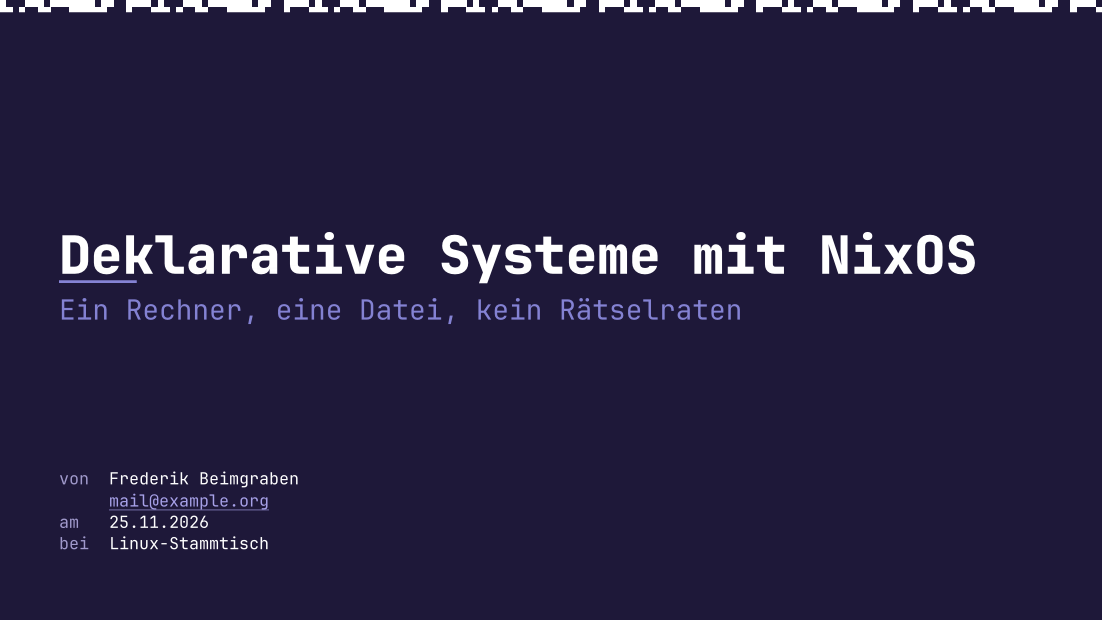 Deklarative Systeme mit NixOS
Ein Rechner, eine Datei, kein Rätselraten
von Frederik Beimgraben
mail@example.org
am 25.11.2026
bei Linux-Stammtisch